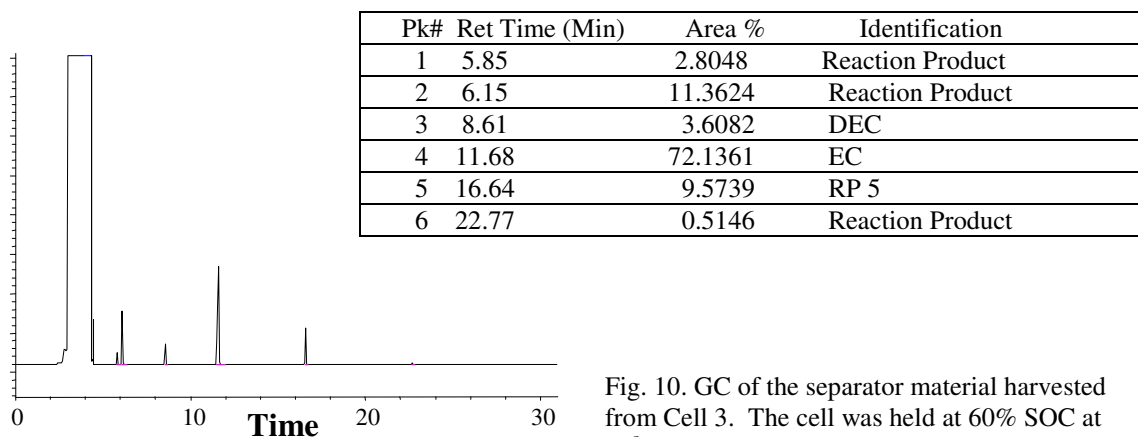 Pk# Ret Time (Min) Area % Identification
1 5.85 2.8048 Reaction Product
2 6.15 11.3624 Reaction Product
3 8.61 3.6082 DEC
4 11.68 72.1361 EC
5 16.64 9.5739 RP 5
6 22.77 0.5146 Reaction Product
0 10 20 30
Time
Fig. 10. GC of the separator material harvested
from Cell 3. The cell was held at 60% SOC at